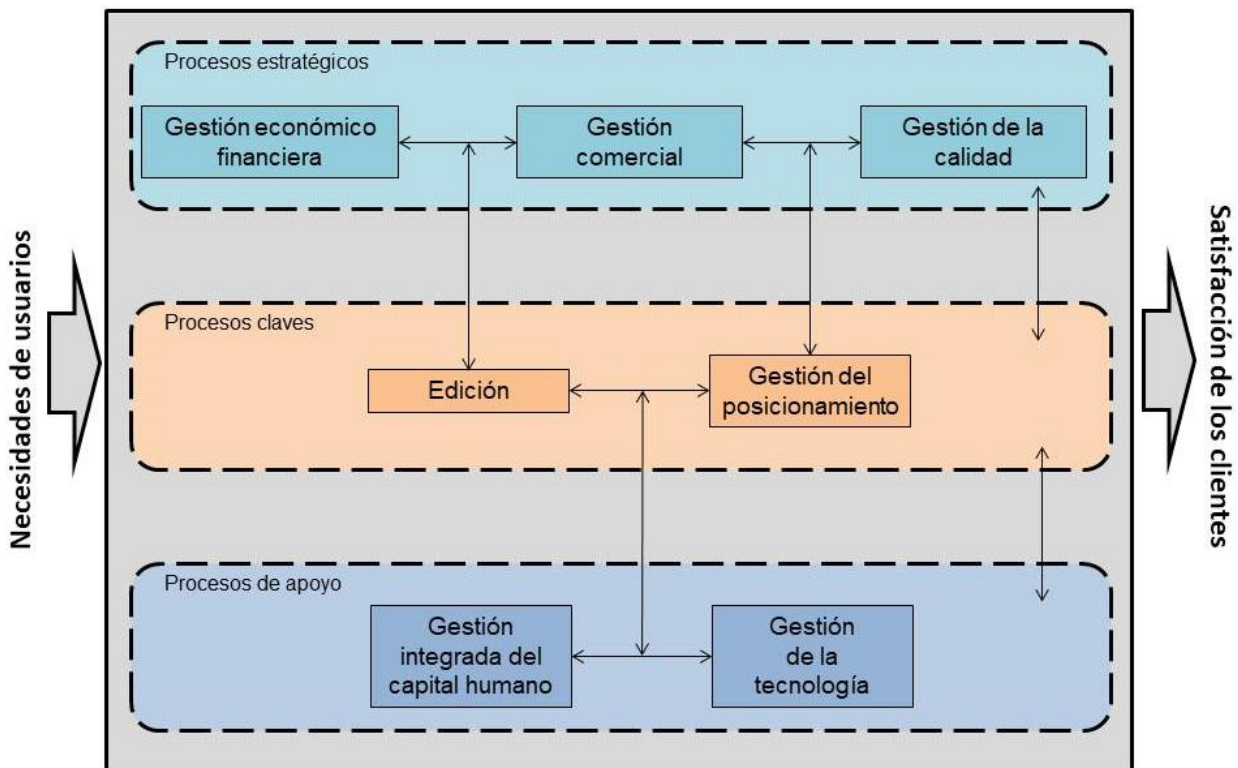 Procesos estratégicos
Gestión económico
financiera
Gestión
comercial
Gestión de la
calidad
Necesidades de usuarios
Satisfacción de los clientes
Procesos claves
Edición
Gestión del
posicionamiento
Procesos de apoyo
Gestión
integrada del
capital humano
Gestión
de la
tecnología